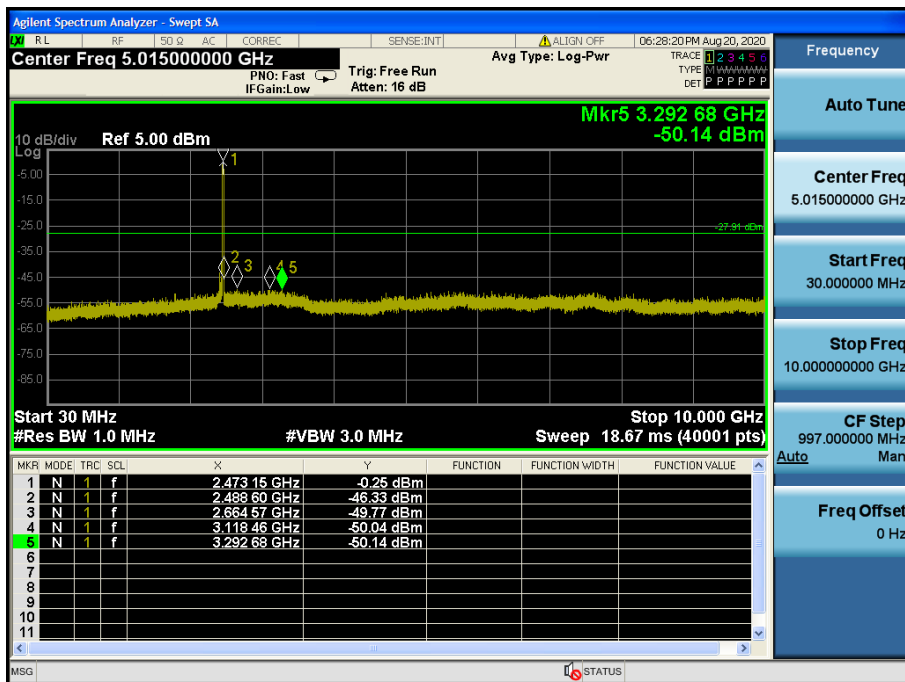 Agilent Spectrum Analyzer - Swept SA
LXI RL RF 50 Ω AC CORREC SENSE:INT ALIGN OFF 06:28:20 PM Aug 20, 2020
Center Freq 5.015000000 GHz
PNO: Fast
IFGain:Low
Trig: Free Run
Atten: 16 dB
Avg Type: Log-Pwr
TRACE 1 2 3 4 5 6
TYPE M W W W W W
DET P P P P P P
Mkr5 3.292 68 GHz
-50.14 dBm
10 dB/div Ref 5.00 dBm
Log
1
-5.00
-15.0
-25.0
-27.91 dBm
-35.0
2 3 4 5
-45.0
-55.0
-65.0
-75.0
-85.0
Start 30 MHz Stop 10.000 GHz
#Res BW 1.0 MHz #VBW 3.0 MHz Sweep 18.67 ms (40001 pts)
MKR MODE TRC SCL X Y FUNCTION FUNCTION WIDTH FUNCTION VALUE
1 N 1 f 2.473 15 GHz -0.25 dBm
2 N 1 f 2.488 60 GHz -46.33 dBm
3 N 1 f 2.664 57 GHz -49.77 dBm
4 N 1 f 3.118 46 GHz -50.04 dBm
5 N 1 f 3.292 68 GHz -50.14 dBm
6
7
8
9
10
11
MSG STATUS
Frequency
Auto Tune
Center Freq
5.015000000 GHz
Start Freq
30.000000 MHz
Stop Freq
10.000000000 GHz
CF Step
997.000000 MHz
Auto Man
Freq Offset
0 Hz